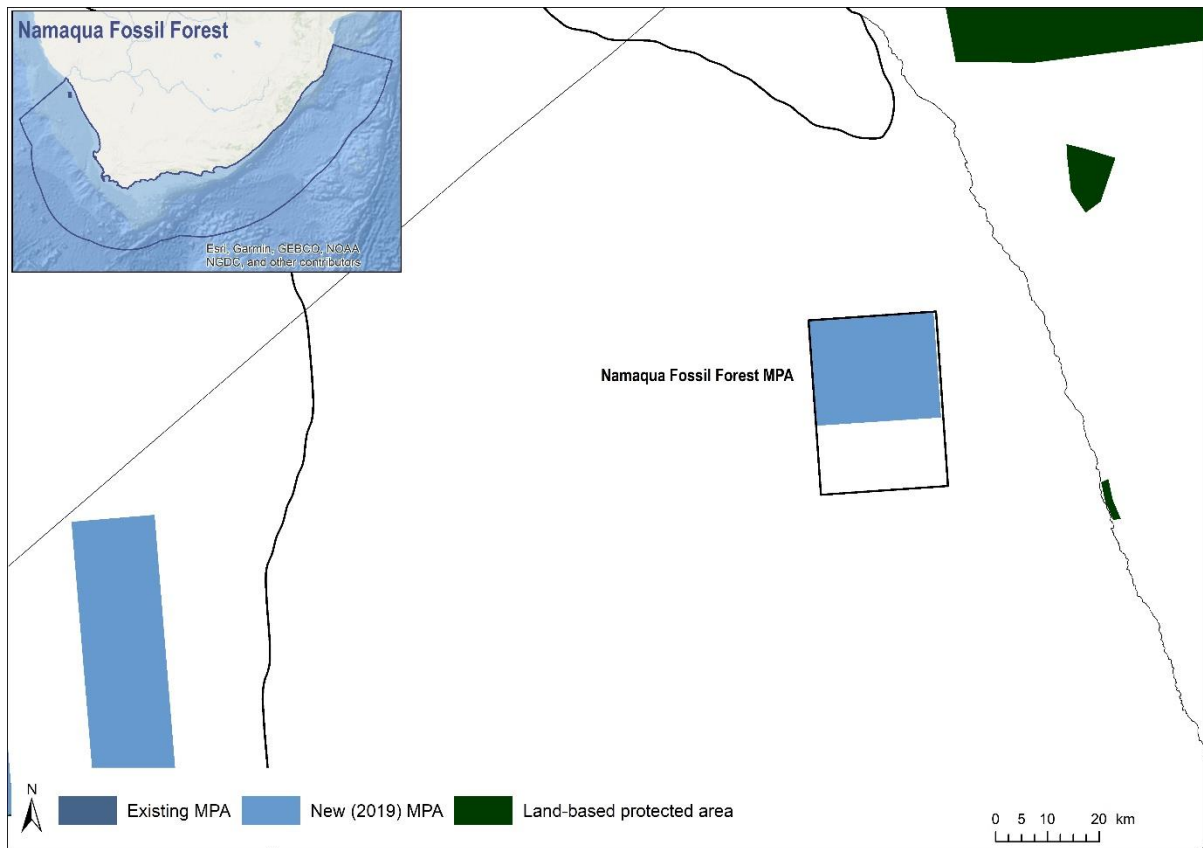 Namaqua Fossil Forest
Esri, Garmin, GEBCO, NOAA
NGDC, and other contributors
Namaqua Fossil Forest MPA
N
Existing MPA
New (2019) MPA
Land-based protected area
0 5 10 20 km